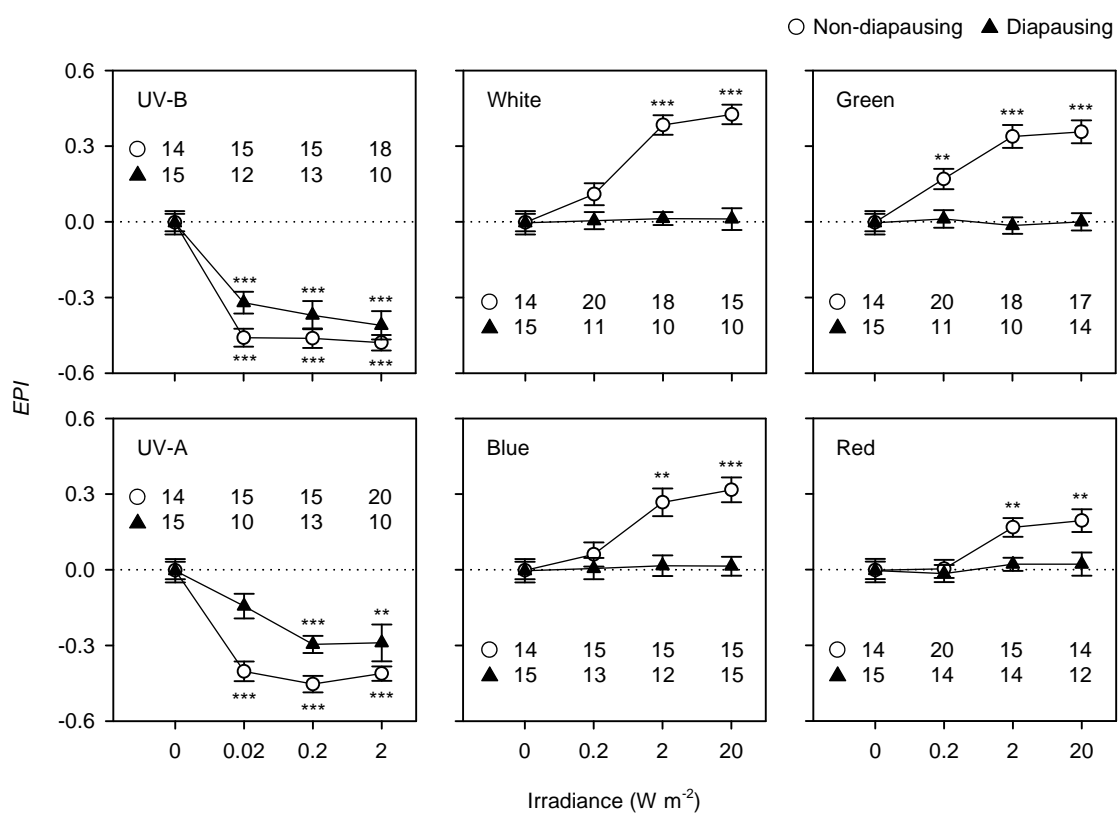 Non-diapausing Diapausing
0.6
0.3
0.0
-0.3
-0.6
UV-B
14 15 15 18
15 12 13 10
***
***
***
***
***
***
White
***
***
14 20 18 15
15 11 10 10
Green
**
***
***
14 20 18 17
15 11 10 14
EPI
0.6
0.3
0.0
-0.3
-0.6
UV-A
14 15 15 20
15 10 13 10
***
**
***
***
***
0 0.02 0.2 2
Blue
**
***
14 15 15 15
15 13 12 15
0 0.2 2 20
Red
**
**
14 20 15 14
15 14 14 12
0 0.2 2 20
Irradiance (W m-2)